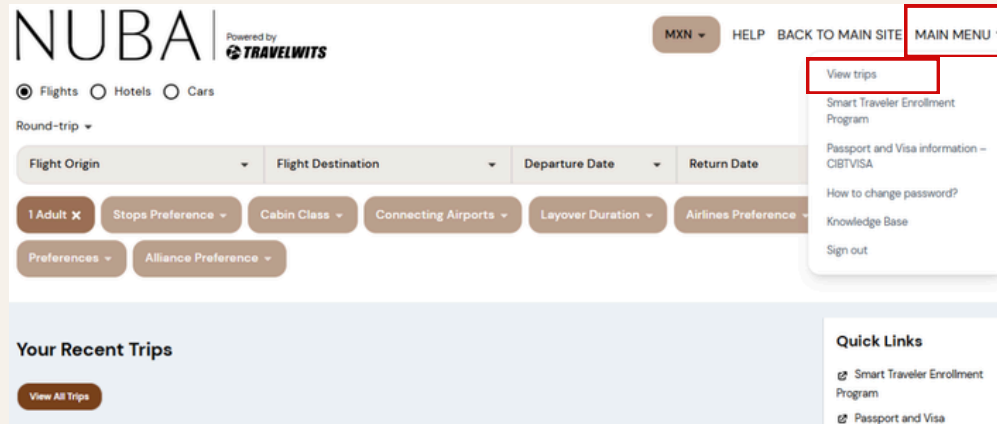 NUBA
Powered by
TRAVELWITS
MXN
HELP
BACK TO MAIN SITE
MAIN MENU
View trips
Smart Traveler Enrollment
Program
Passport and Visa information –
CIBTVISA
How to change password?
Knowledge Base
Sign out
Flights
Hotels
Cars
Round-trip
Flight Origin
Flight Destination
Departure Date
Return Date
1 Adult x
Stops Preference
Cabin Class
Connecting Airports
Layover Duration
Airlines Preference
Preferences
Alliance Preference
Your Recent Trips
View All Trips
Quick Links
Smart Traveler Enrollment
Program
Passport and Visa